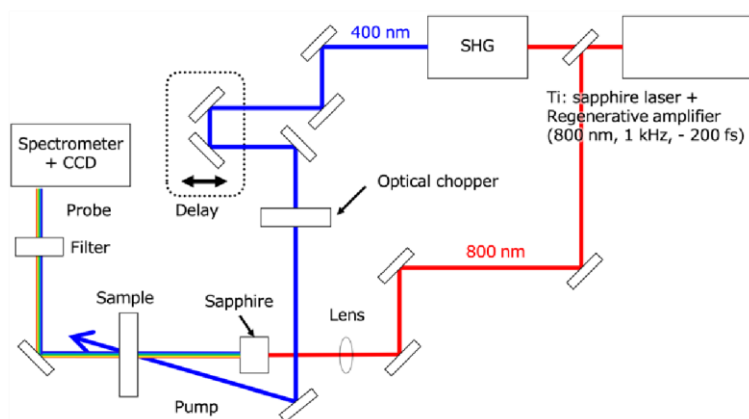 400 nm
SHG
Ti: sapphire laser +
Regenerative amplifier
(800 nm, 1 kHz, - 200 fs)
Spectrometer
+ CCD
Delay
Optical chopper
Probe
Filter
800 nm
Sample
Sapphire
Lens
Pump